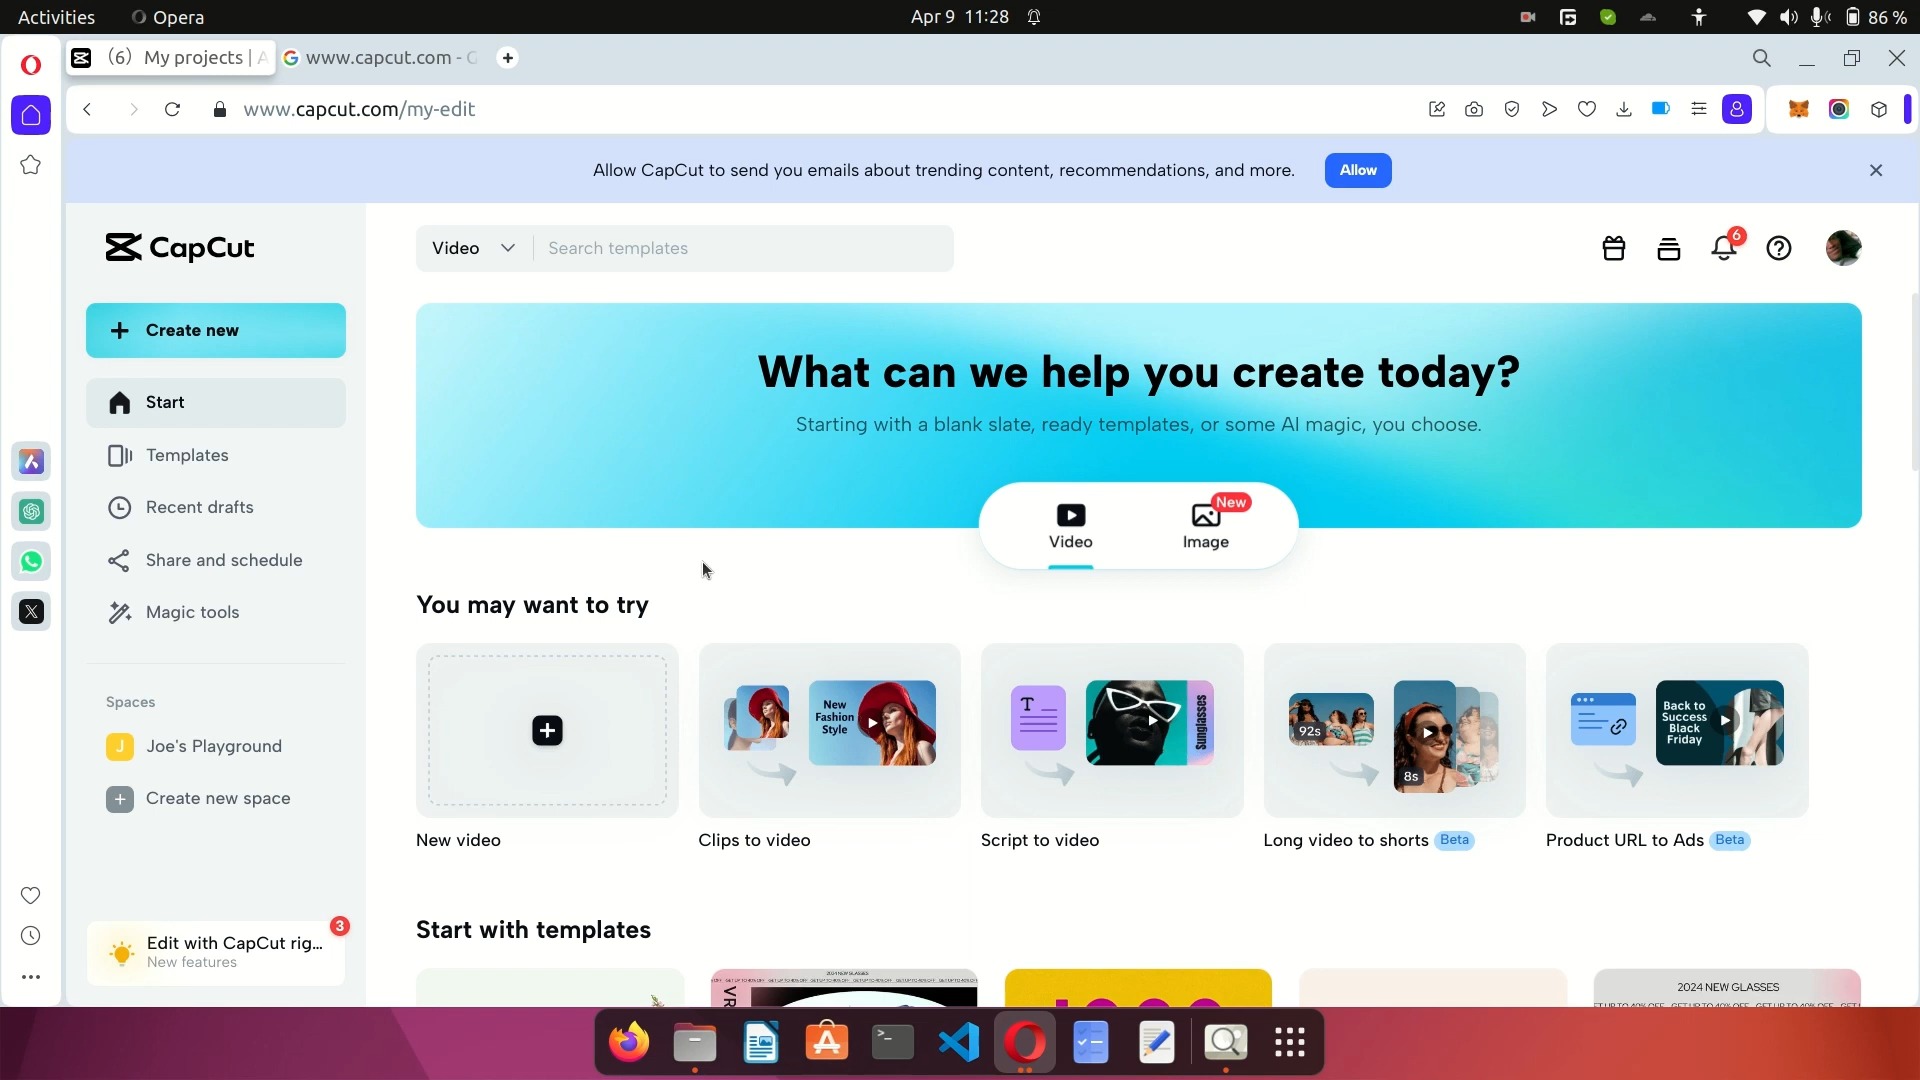 Activities
Opera
Apr 9 11:28
86 %
(6) My projects | A
www.capcut.com - G
www.capcut.com/my-edit
Allow CapCut to send you emails about trending content, recommendations, and more.
Allow
CapCut
Video
Search templates
6
Create new
What can we help you create today?
Starting with a blank slate, ready templates, or some AI magic, you choose.
Start
Templates
Recent drafts
Share and schedule
Magic tools
Video
Image
New
You may want to try
New
Fashion
Style
T
Sunglasses
92s
8s
Back to
Success
Black
Friday
New video
Clips to video
Script to video
Long video to shorts Beta
Product URL to Ads Beta
Spaces
J
Joe's Playground
Create new space
Start with templates
3
Edit with CapCut rig...
New features
2024 NEW GLASSES
VR
2024 NEW GLASSES